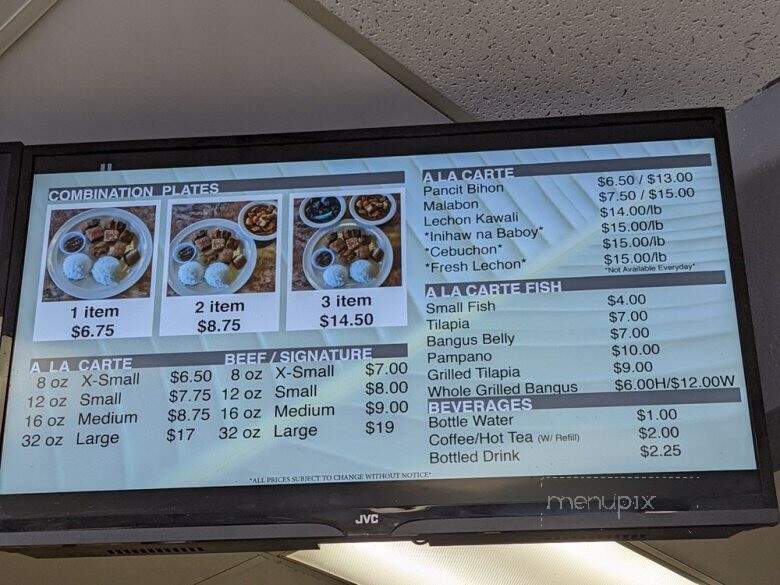 COMBINATION PLATES
1 item
$6.75
2 item
$8.75
3 item
$14.50
A LA CARTE
8 oz X-Small $6.50
12 oz Small $7.75
16 oz Medium $8.75
32 oz Large $17
BEEF / SIGNATURE
8 oz X-Small $7.00
12 oz Small $8.00
16 oz Medium $9.00
32 oz Large $19
A LA CARTE
Pancit Bihon $6.50 / $13.00
Malabon $7.50 / $15.00
Lechon Kawali $14.00/lb
*Inihaw na Baboy* $15.00/lb
*Cebuchon* $15.00/lb
*Fresh Lechon* $15.00/lb
*Not Available Everyday*
A LA CARTE FISH
Small Fish $4.00
Tilapia $7.00
Bangus Belly $7.00
Pampano $10.00
Grilled Tilapia $9.00
Whole Grilled Bangus $6.00H/$12.00W
BEVERAGES
Bottle Water $1.00
Coffee/Hot Tea (W/ Refill) $2.00
Bottled Drink $2.25
*ALL PRICES SUBJECT TO CHANGE WITHOUT NOTICE*
JVC
menupix